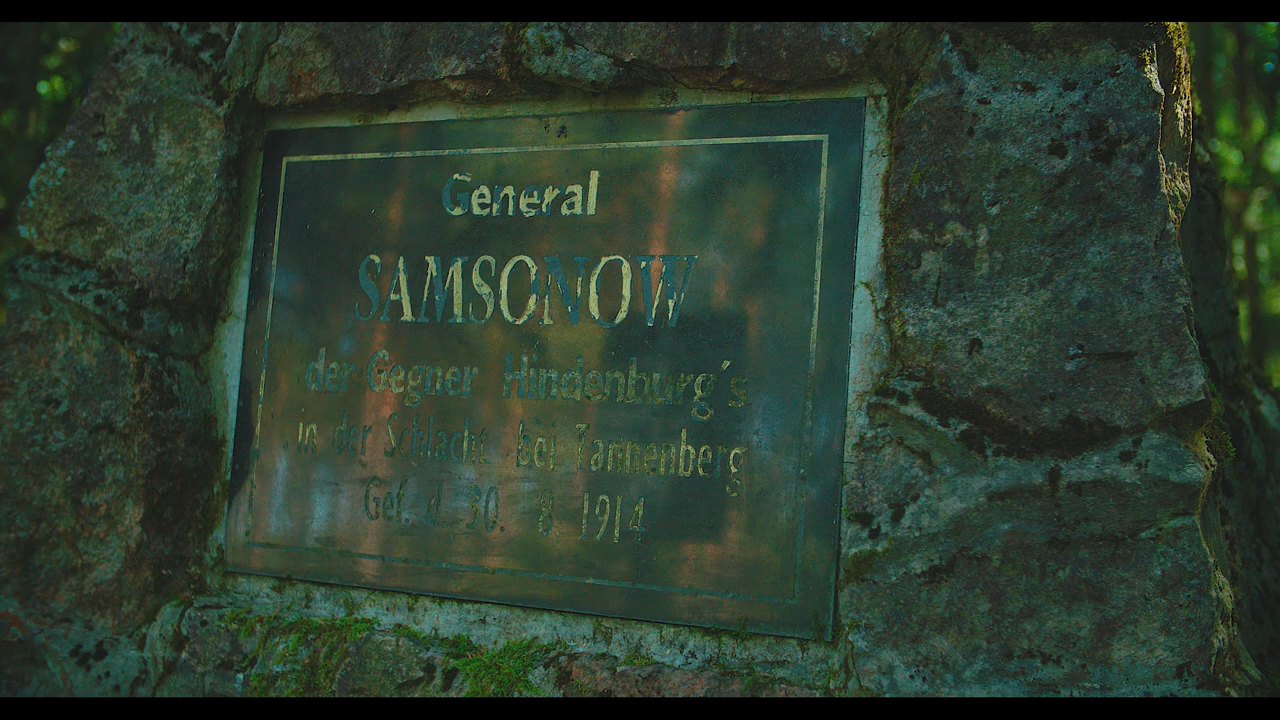 General
SAMSONOW
der Gegner Hindenburg's
in der Schlacht bei Tannenberg
Gef. d. 30. 8. 1914